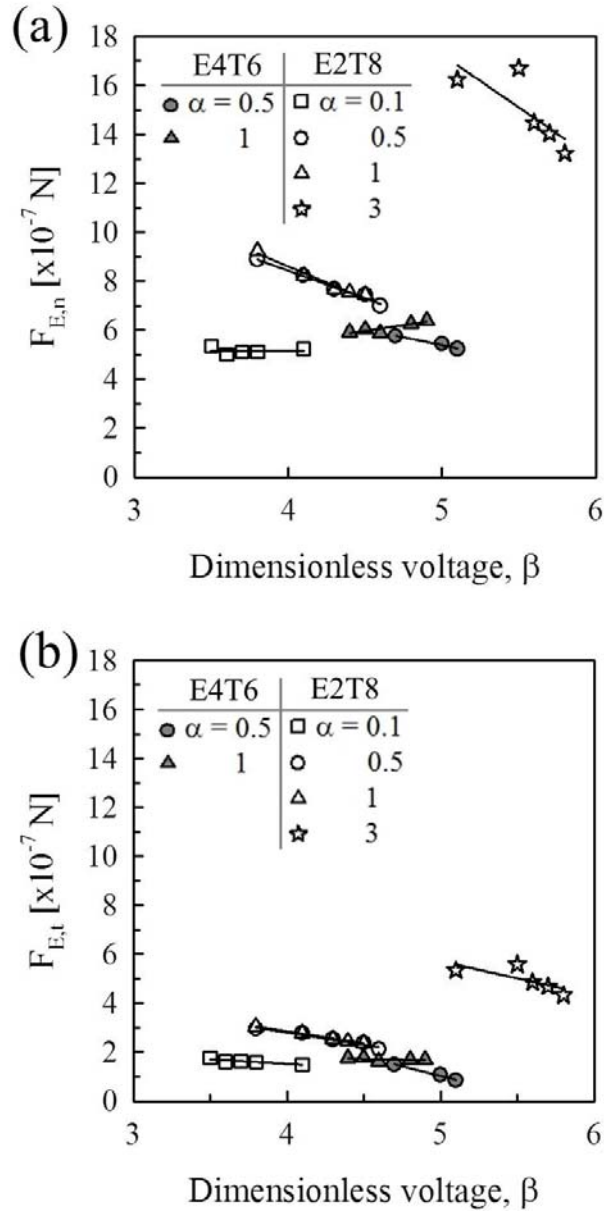 (a)
18
16
14
12
10
8
6
4
2
0
F_E,n [x10^-7 N]
E4T6 E2T8
α = 0.5 α = 0.1
1 0.5
1
3
3 4 5 6
Dimensionless voltage, β
(b)
18
16
14
12
10
8
6
4
2
0
F_E,t [x10^-7 N]
E4T6 E2T8
α = 0.5 α = 0.1
1 0.5
1
3
3 4 5 6
Dimensionless voltage, β